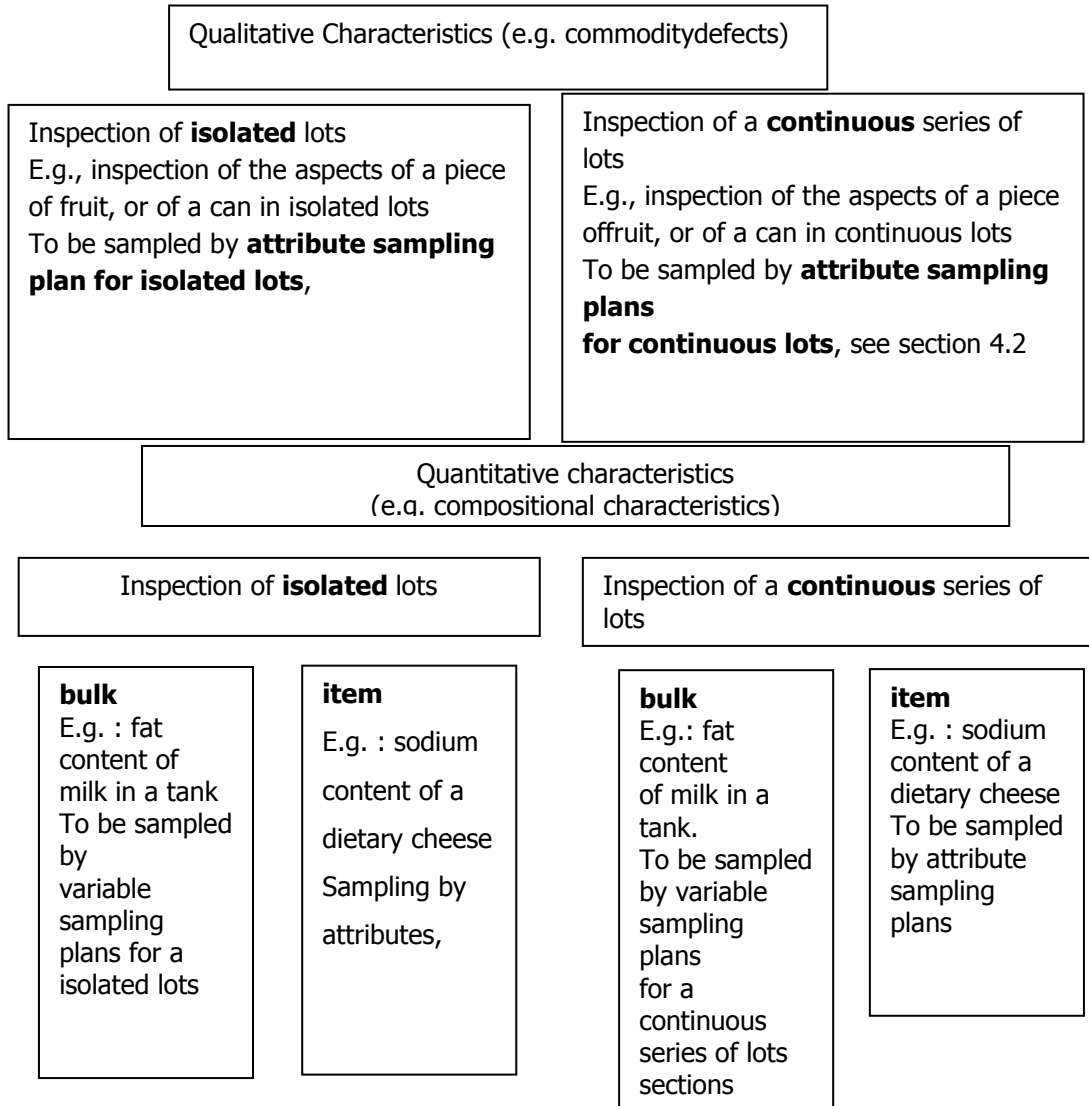 Qualitative Characteristics (e.g. commoditydefects)
Inspection of isolated lots
E.g., inspection of the aspects of a piece
of fruit, or of a can in isolated lots
To be sampled by attribute sampling
plan for isolated lots,
Inspection of a continuous series of
lots
E.g., inspection of the aspects of a piece
offruit, or of a can in continuous lots
To be sampled by attribute sampling
plans
for continuous lots, see section 4.2
Quantitative characteristics
(e.g. compositional characteristics)
Inspection of isolated lots
Inspection of a continuous series of
lots
bulk
E.g. : fat
content of
milk in a tank
To be sampled
by
variable
sampling
plans for a
isolated lots
item
E.g. : sodium
content of a
dietary cheese
Sampling by
attributes,
bulk
E.g.: fat
content
of milk in a
tank.
To be sampled
by variable
sampling
plans
for a
continuous
series of lots
sections
item
E.g. : sodium
content of a
dietary cheese
To be sampled
by attribute
sampling
plans